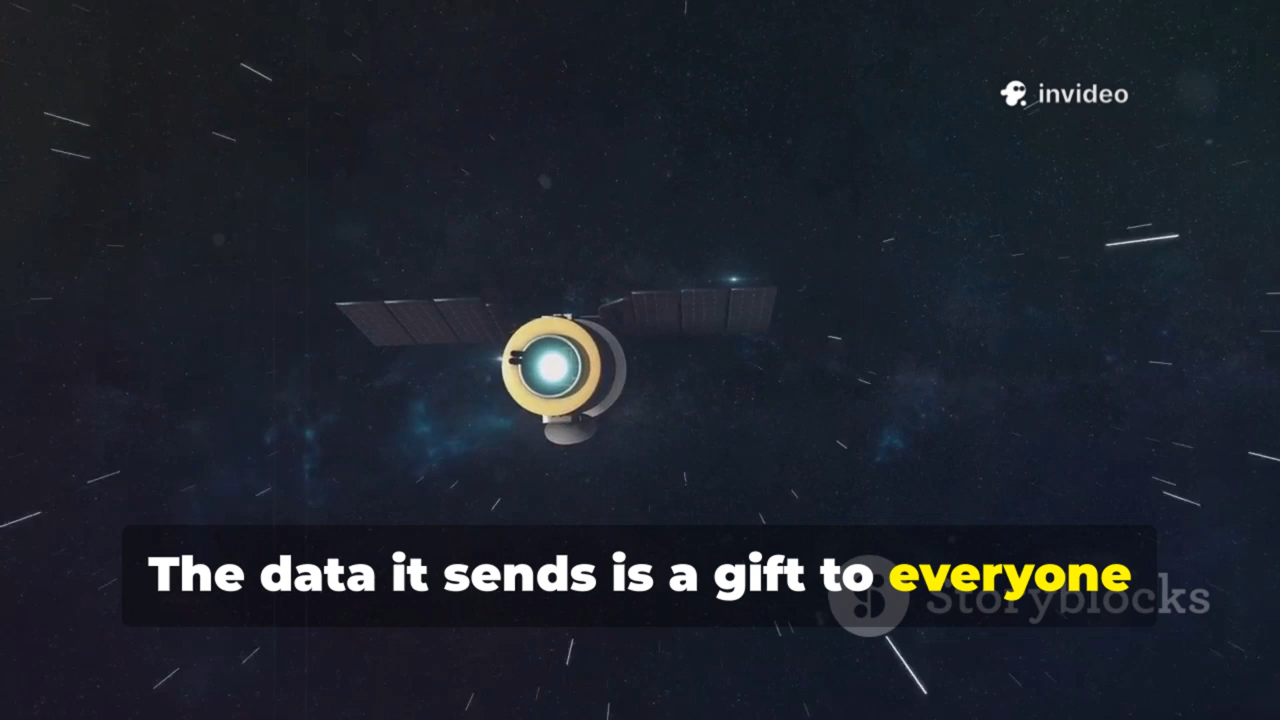 invideo
The data it sends is a gift to everyone
Storyblocks